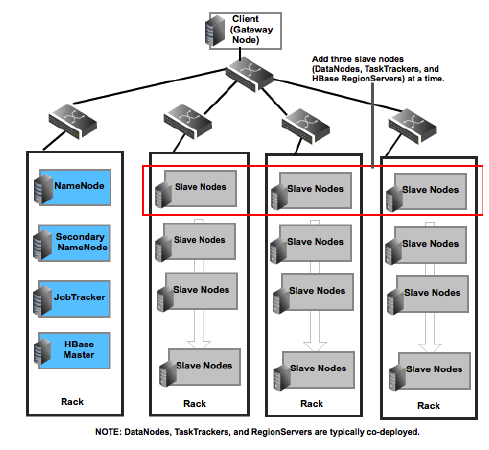 Client
(Gateway
Node)
Add three slave nodes
(DataNodes, TaskTrackers, and
HBase RegionServers) at a time.
NameNode
Secondary
NameNode
JobTracker
HBase
Master
Rack
Slave Nodes
Slave Nodes
Slave Nodes
Slave Nodes
Rack
Slave Nodes
Slave Nodes
Slave Nodes
Slave Nodes
Rack
Slave Nodes
Slave Nodes
Slave Nodes
Slave Nodes
Rack
NOTE: DataNodes, TaskTrackers, and RegionServers are typically co-deployed.